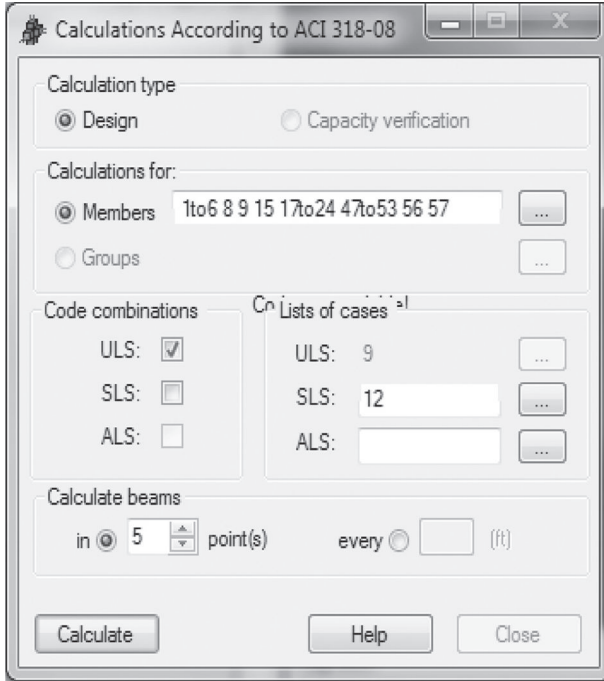 Calculations According to ACI 318-08
Calculation type
Design
Capacity verification
Calculations for:
Members 1to6 8 9 15 17to24 47to53 56 57 ...
Groups ...
Code combinations
ULS:
SLS:
ALS:
Lists of cases
ULS: 9 ...
SLS: 12 ...
ALS: ...
Calculate beams
in 5 point(s) every (ft)
Calculate Help Close